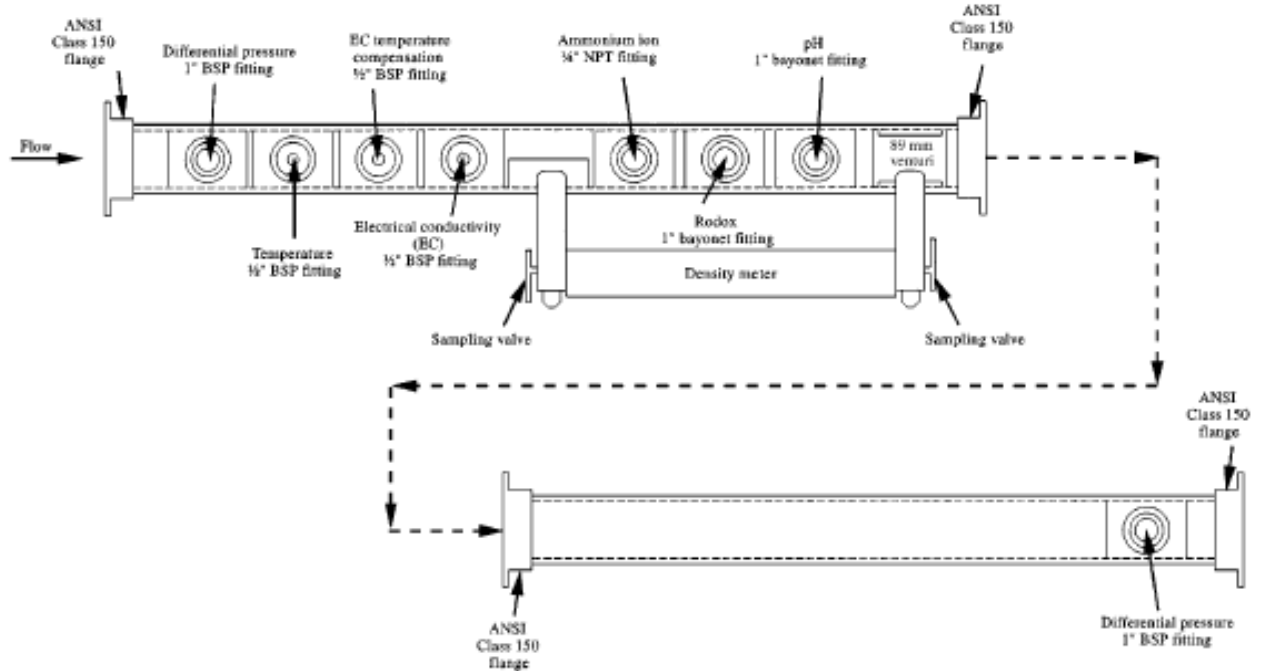 ANSI
Class 150
flange
Differential pressure
1" BSP fitting
EC temperature
compensation
½" BSP fitting
Ammonium ion
¾" NPT fitting
pH
1" bayonet fitting
ANSI
Class 150
flange
Flow
89 mm
venturi
Temperature
½" BSP fitting
Electrical conductivity
(EC)
½" BSP fitting
Rodox
1" bayonet fitting
Density meter
Sampling valve
Sampling valve
ANSI
Class 150
flange
ANSI
Class 150
flange
Differential pressure
1" BSP fitting